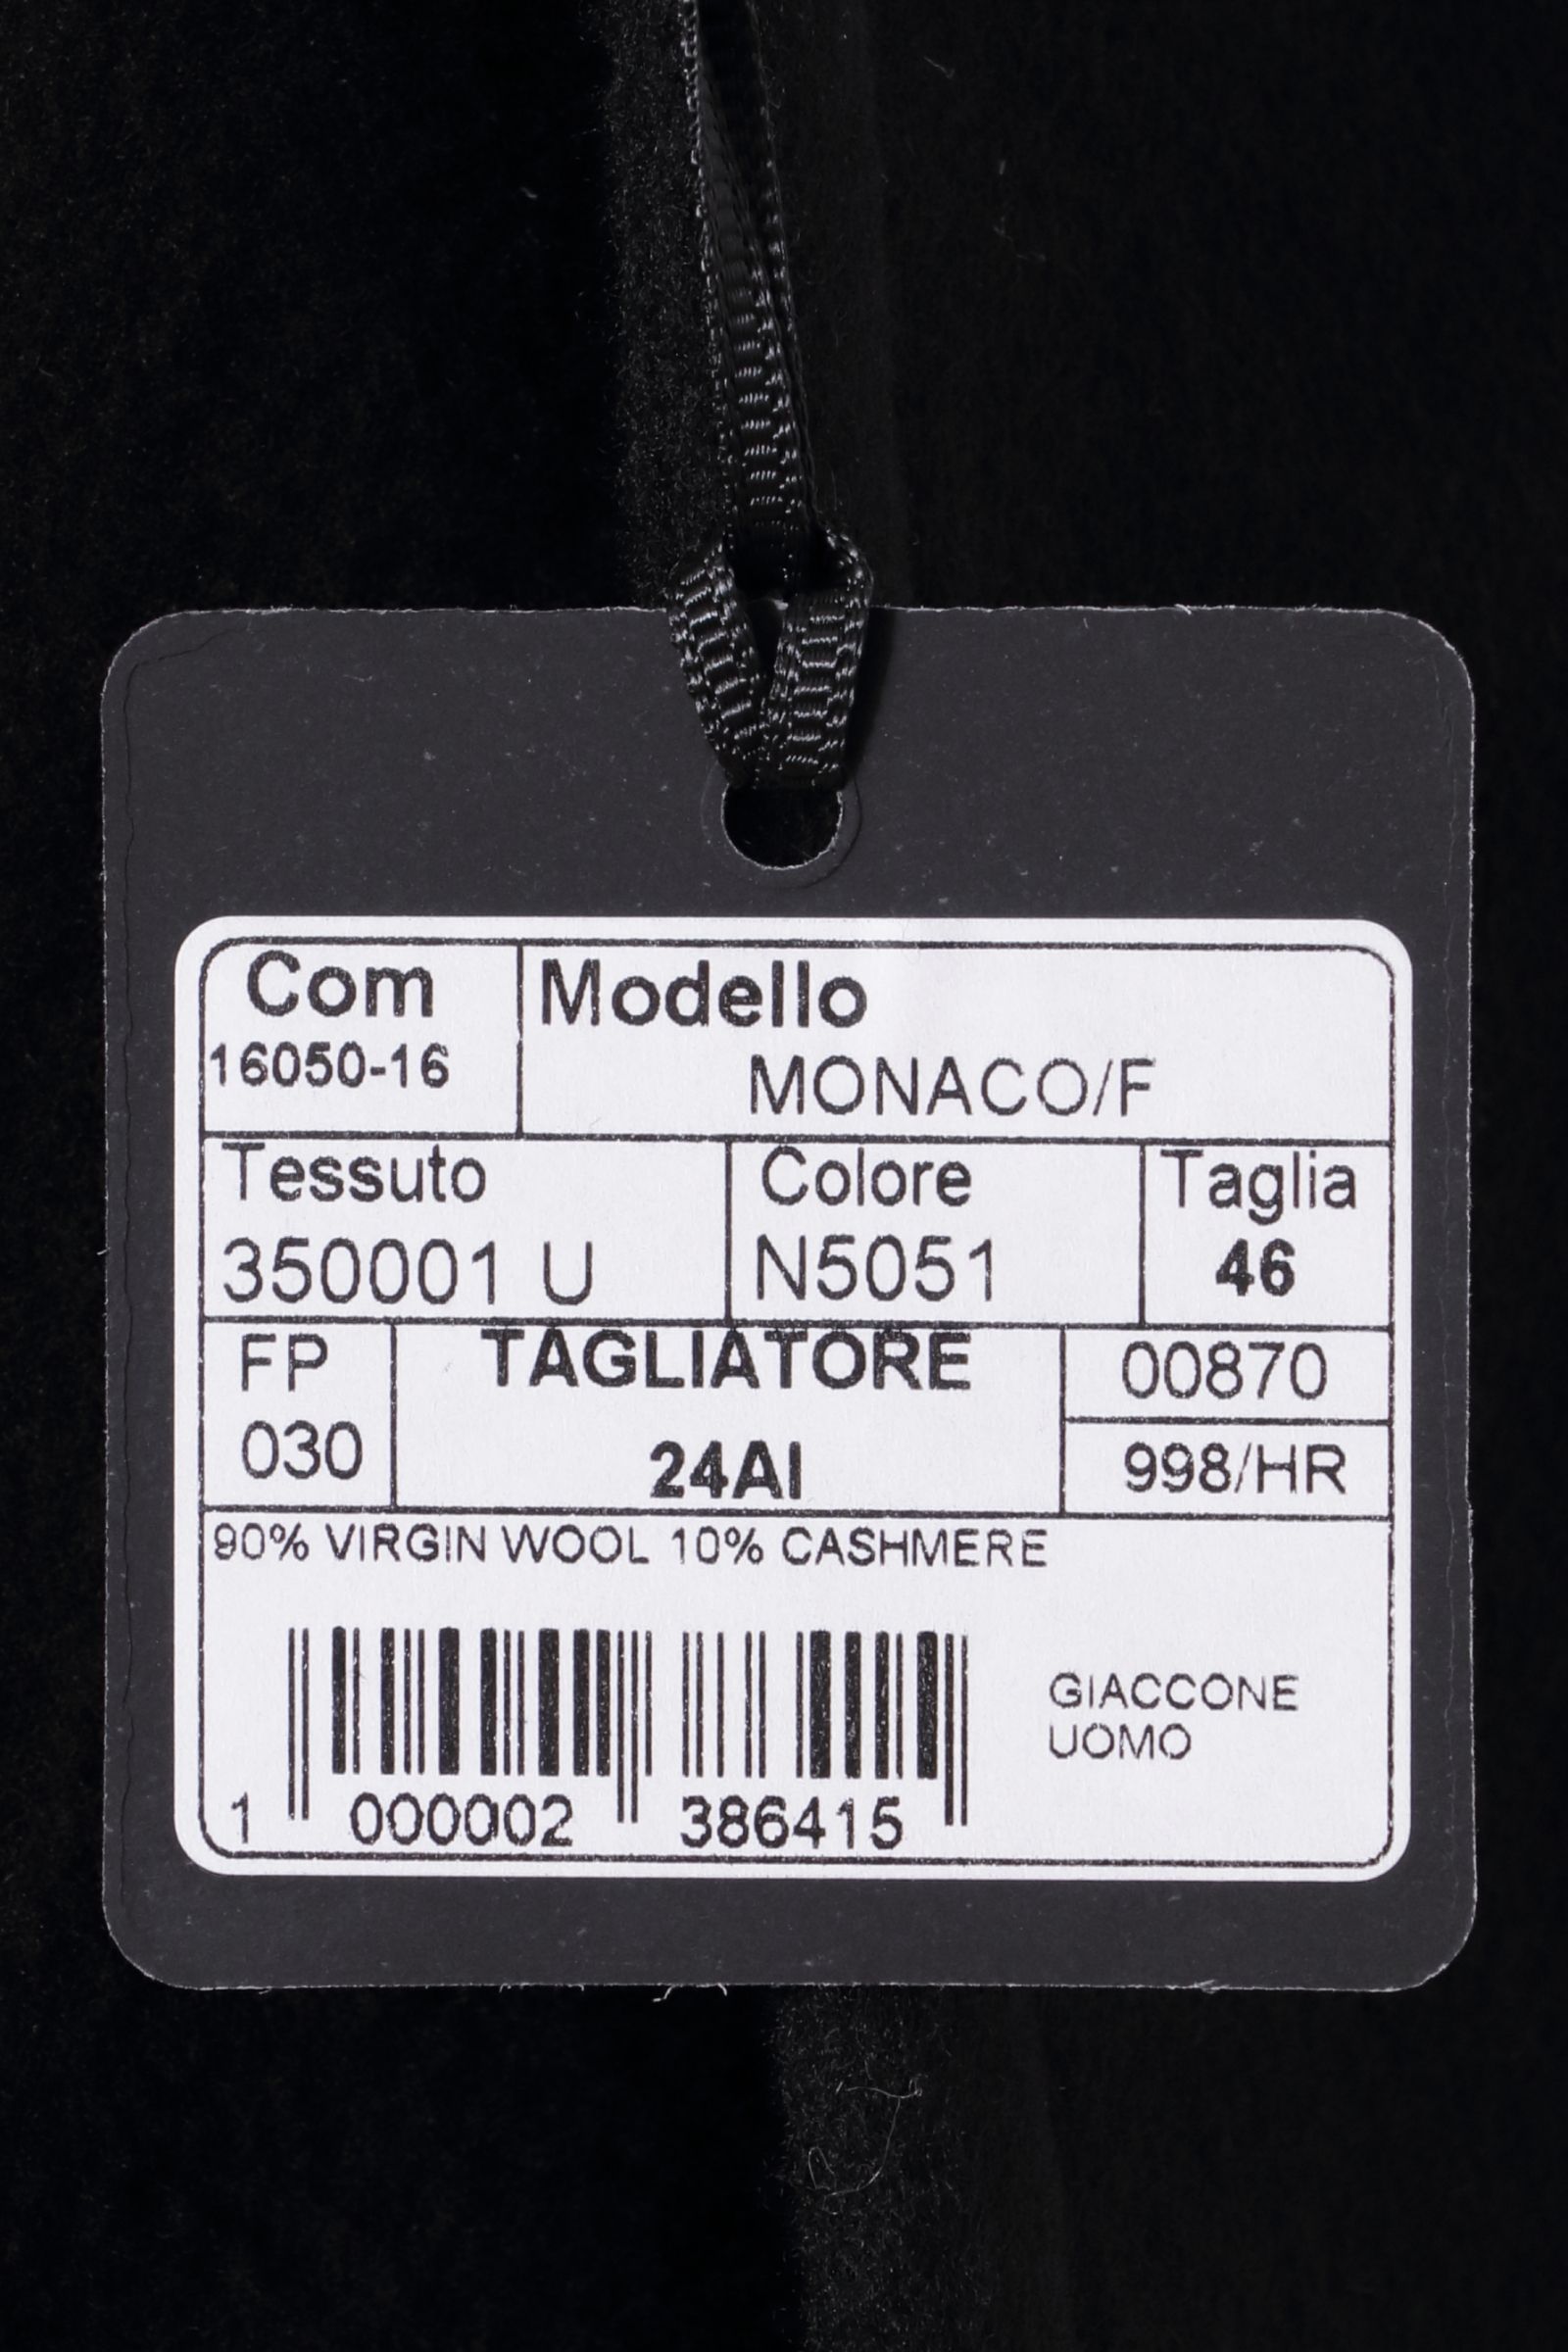 Com
16050-16
Modello
MONACO/F
Tessuto
350001 U
Colore
N5051
Taglia
46
FP
030
TAGLIATORE
24AI
00870
998/HR
90% VIRGIN WOOL 10% CASHMERE
GIACCONE
UOMO
1 000002 386415